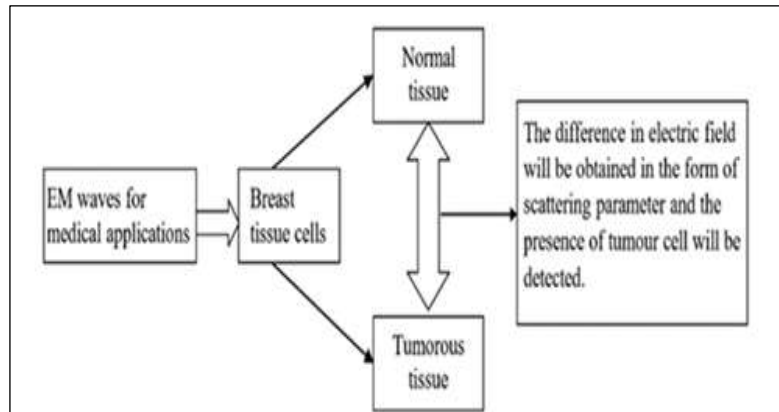 EM waves for
medical applications
Breast
tissue cells
Normal
tissue
Tumorous
tissue
The difference in electric field
will be obtained in the form of
scattering parameter and the
presence of tumour cell will be
detected.